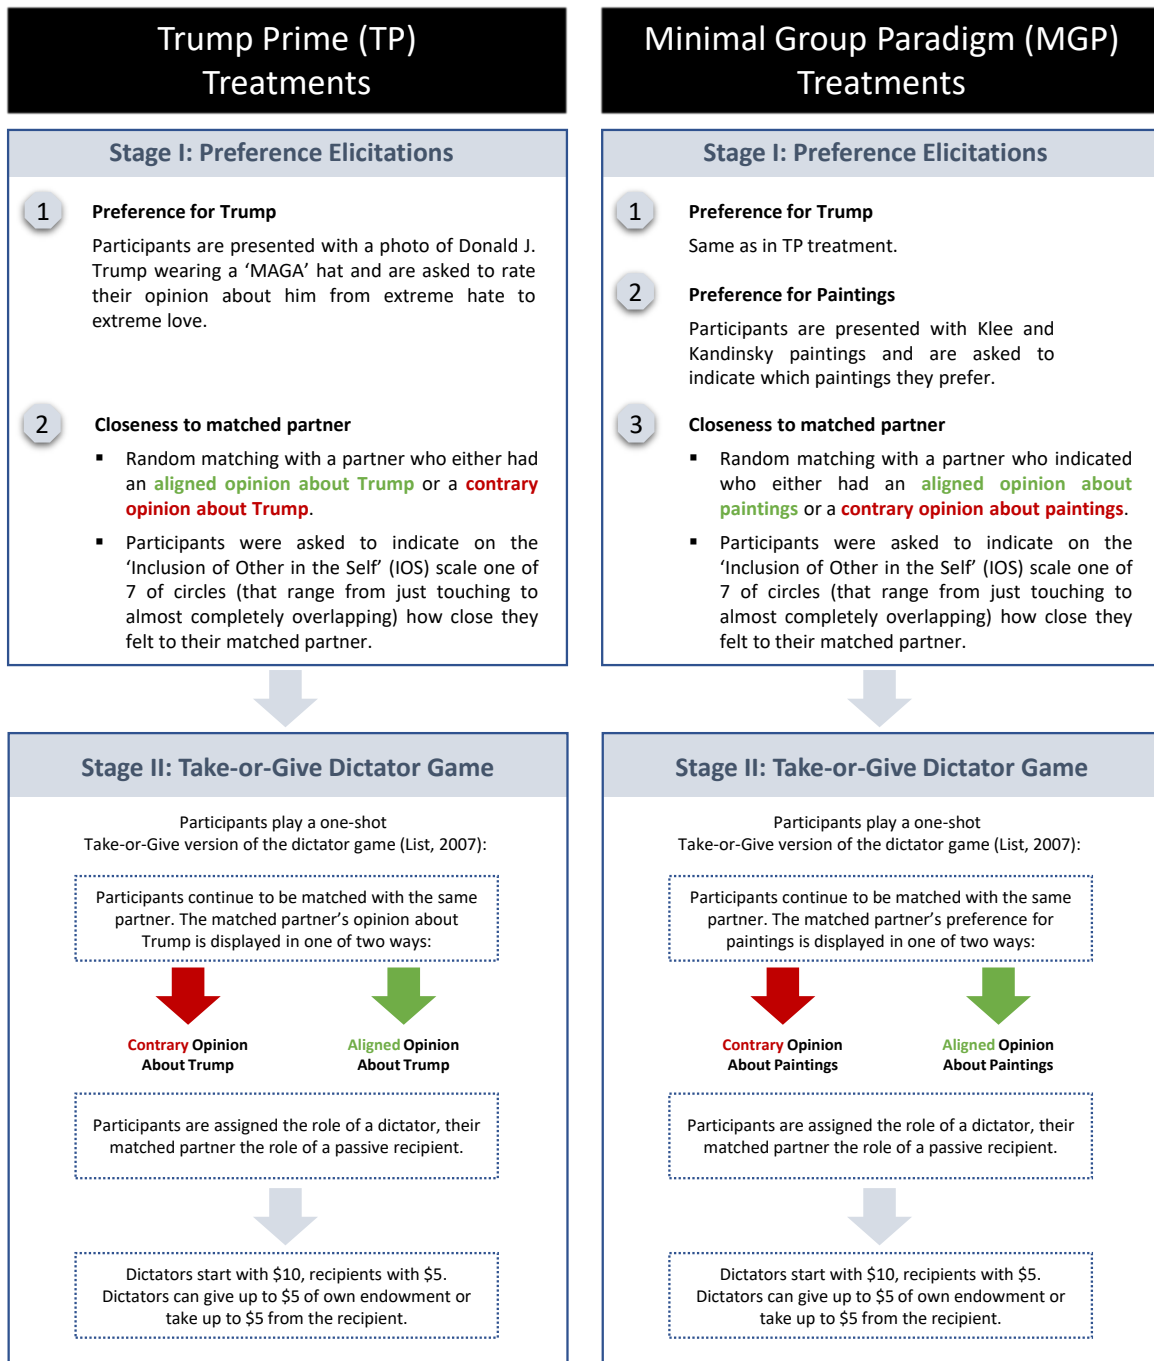 Trump Prime (TP)
Treatments
Stage I: Preference Elicitations
1
Preference for Trump
Participants are presented with a photo of Donald J.
Trump wearing a ‘MAGA’ hat and are asked to rate
their opinion about him from extreme hate to
extreme love.
2
Closeness to matched partner
▪ Random matching with a partner who either had
an aligned opinion about Trump or a contrary
opinion about Trump.
▪ Participants were asked to indicate on the
‘Inclusion of Other in the Self’ (IOS) scale one of
7 of circles (that range from just touching to
almost completely overlapping) how close they
felt to their matched partner.
Stage II: Take-or-Give Dictator Game
Participants play a one-shot
Take-or-Give version of the dictator game (List, 2007):
Participants continue to be matched with the same
partner. The matched partner’s opinion about
Trump is displayed in one of two ways:
Contrary Opinion
About Trump
Aligned Opinion
About Trump
Participants are assigned the role of a dictator, their
matched partner the role of a passive recipient.
Dictators start with $10, recipients with $5.
Dictators can give up to $5 of own endowment or
take up to $5 from the recipient.
Minimal Group Paradigm (MGP)
Treatments
Stage I: Preference Elicitations
1
Preference for Trump
Same as in TP treatment.
2
Preference for Paintings
Participants are presented with Klee and
Kandinsky paintings and are asked to
indicate which paintings they prefer.
3
Closeness to matched partner
▪ Random matching with a partner who indicated
who either had an aligned opinion about
paintings or a contrary opinion about paintings.
▪ Participants were asked to indicate on the
‘Inclusion of Other in the Self’ (IOS) scale one of
7 of circles (that range from just touching to
almost completely overlapping) how close they
felt to their matched partner.
Stage II: Take-or-Give Dictator Game
Participants play a one-shot
Take-or-Give version of the dictator game (List, 2007):
Participants continue to be matched with the same
partner. The matched partner’s preference for
paintings is displayed in one of two ways:
Contrary Opinion
About Paintings
Aligned Opinion
About Paintings
Participants are assigned the role of a dictator, their
matched partner the role of a passive recipient.
Dictators start with $10, recipients with $5.
Dictators can give up to $5 of own endowment or
take up to $5 from the recipient.